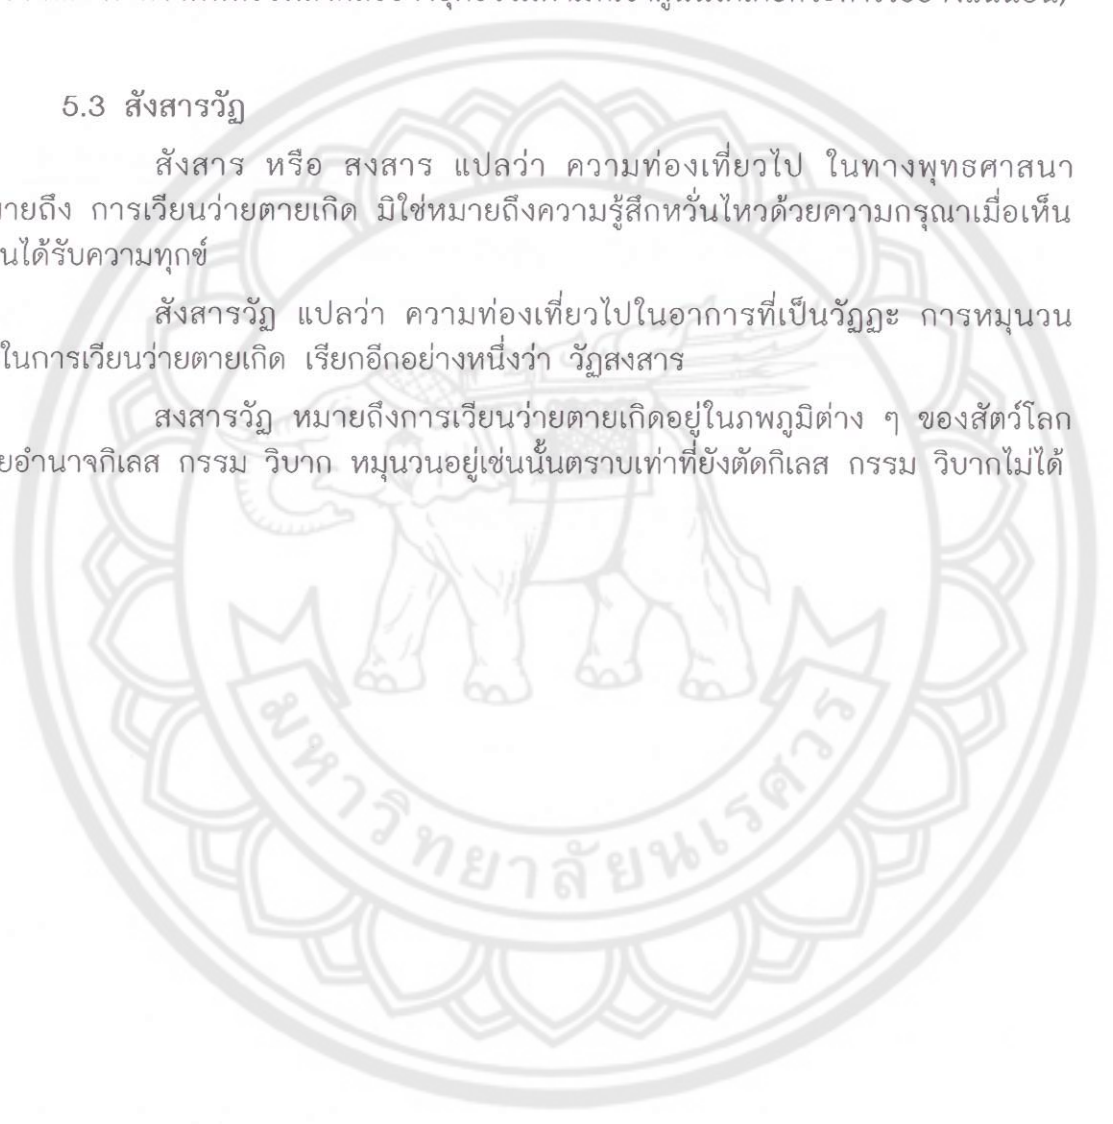 5.3 สังสารวัฏ
สังสาร หรือ สงสาร แปลว่า ความท่องเที่ยวไป ในทางพุทธศาสนา
การเวียนว่ายตายเกิด มิใช่หมายถึงความรู้สึกหวั่นไหวด้วยความกรุณาเมื่อเห็น
นได้รับความทุกข์
สังสารวัฏ แปลว่า ความท่องเที่ยวไปในอาการที่เป็นวัฏฏะ การหมุนวน
ในการเวียนว่ายตายเกิด เรียกอีกอย่างหนึ่งว่า วัฏสงสาร
สงสารวัฏ หมายถึงการเวียนว่ายตายเกิดอยู่ในภพภูมิต่าง ๆ ของสัตว์โลก
ยอำนาจกิเลส กรรม วิบาก หมุนวนอยู่เช่นนั้นตราบเท่าที่ยังตัดกิเลส กรรม วิบากไม่ได้
มหาวิทยาลัยนเรศวร